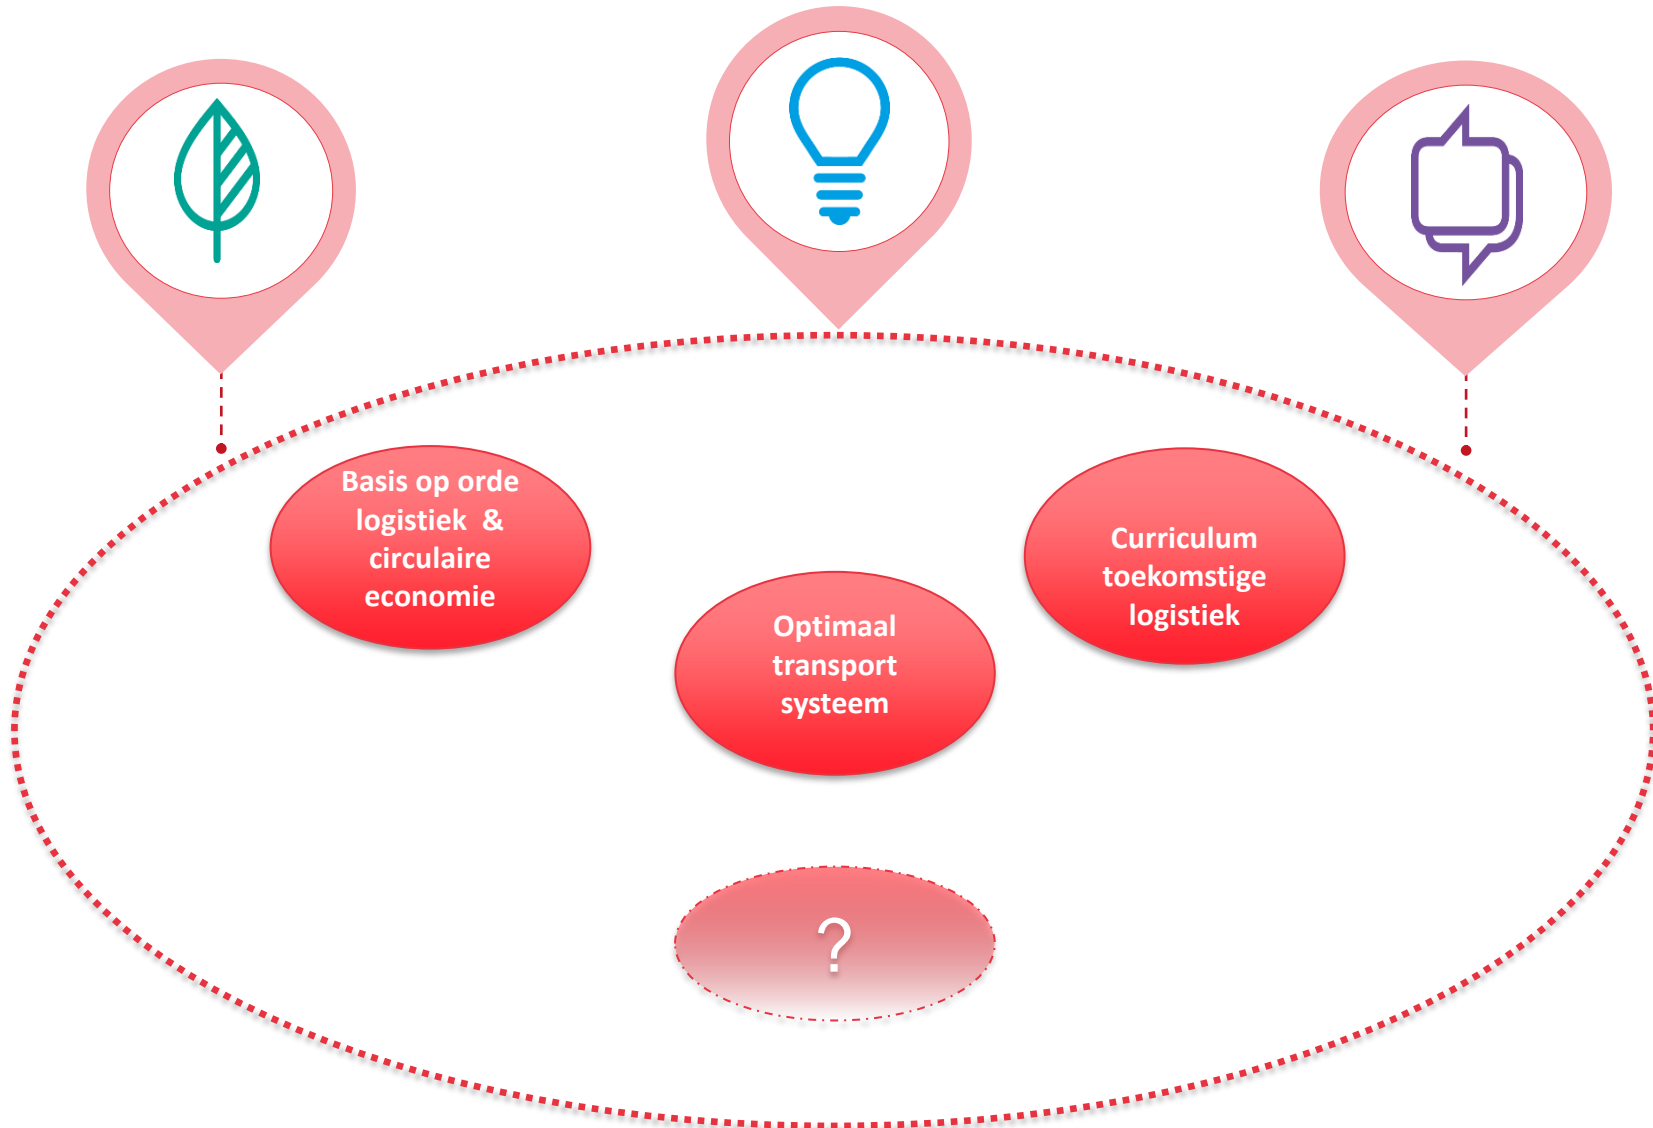 Basis op orde
logistiek & 
circulaire
economie
Optimaal
transport
systeem
Curriculum
toekomstige
logistiek
?